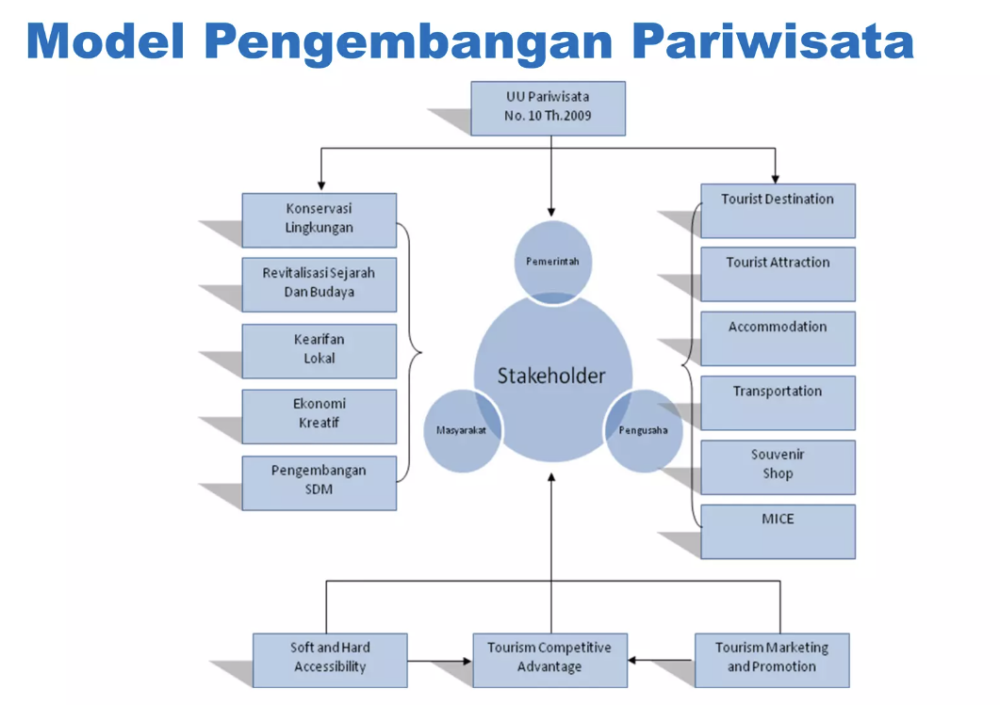 Model Pengembangan Pariwisata
UU Pariwisata
No. 10 Th.2009
Konservasi
Lingkungan
Revitalisasi Sejarah
Dan Budaya
Kearifan
Lokal
Ekonomi
Kreatif
Pengembangan
SDM
Pemerintah
Stakeholder
Masyarakat
Pengusaha
Tourist Destination
Tourist Attraction
Accommodation
Transportation
Souvenir
Shop
MICE
Soft and Hard
Accessibility
Tourism Competitive
Advantage
Tourism Marketing
and Promotion